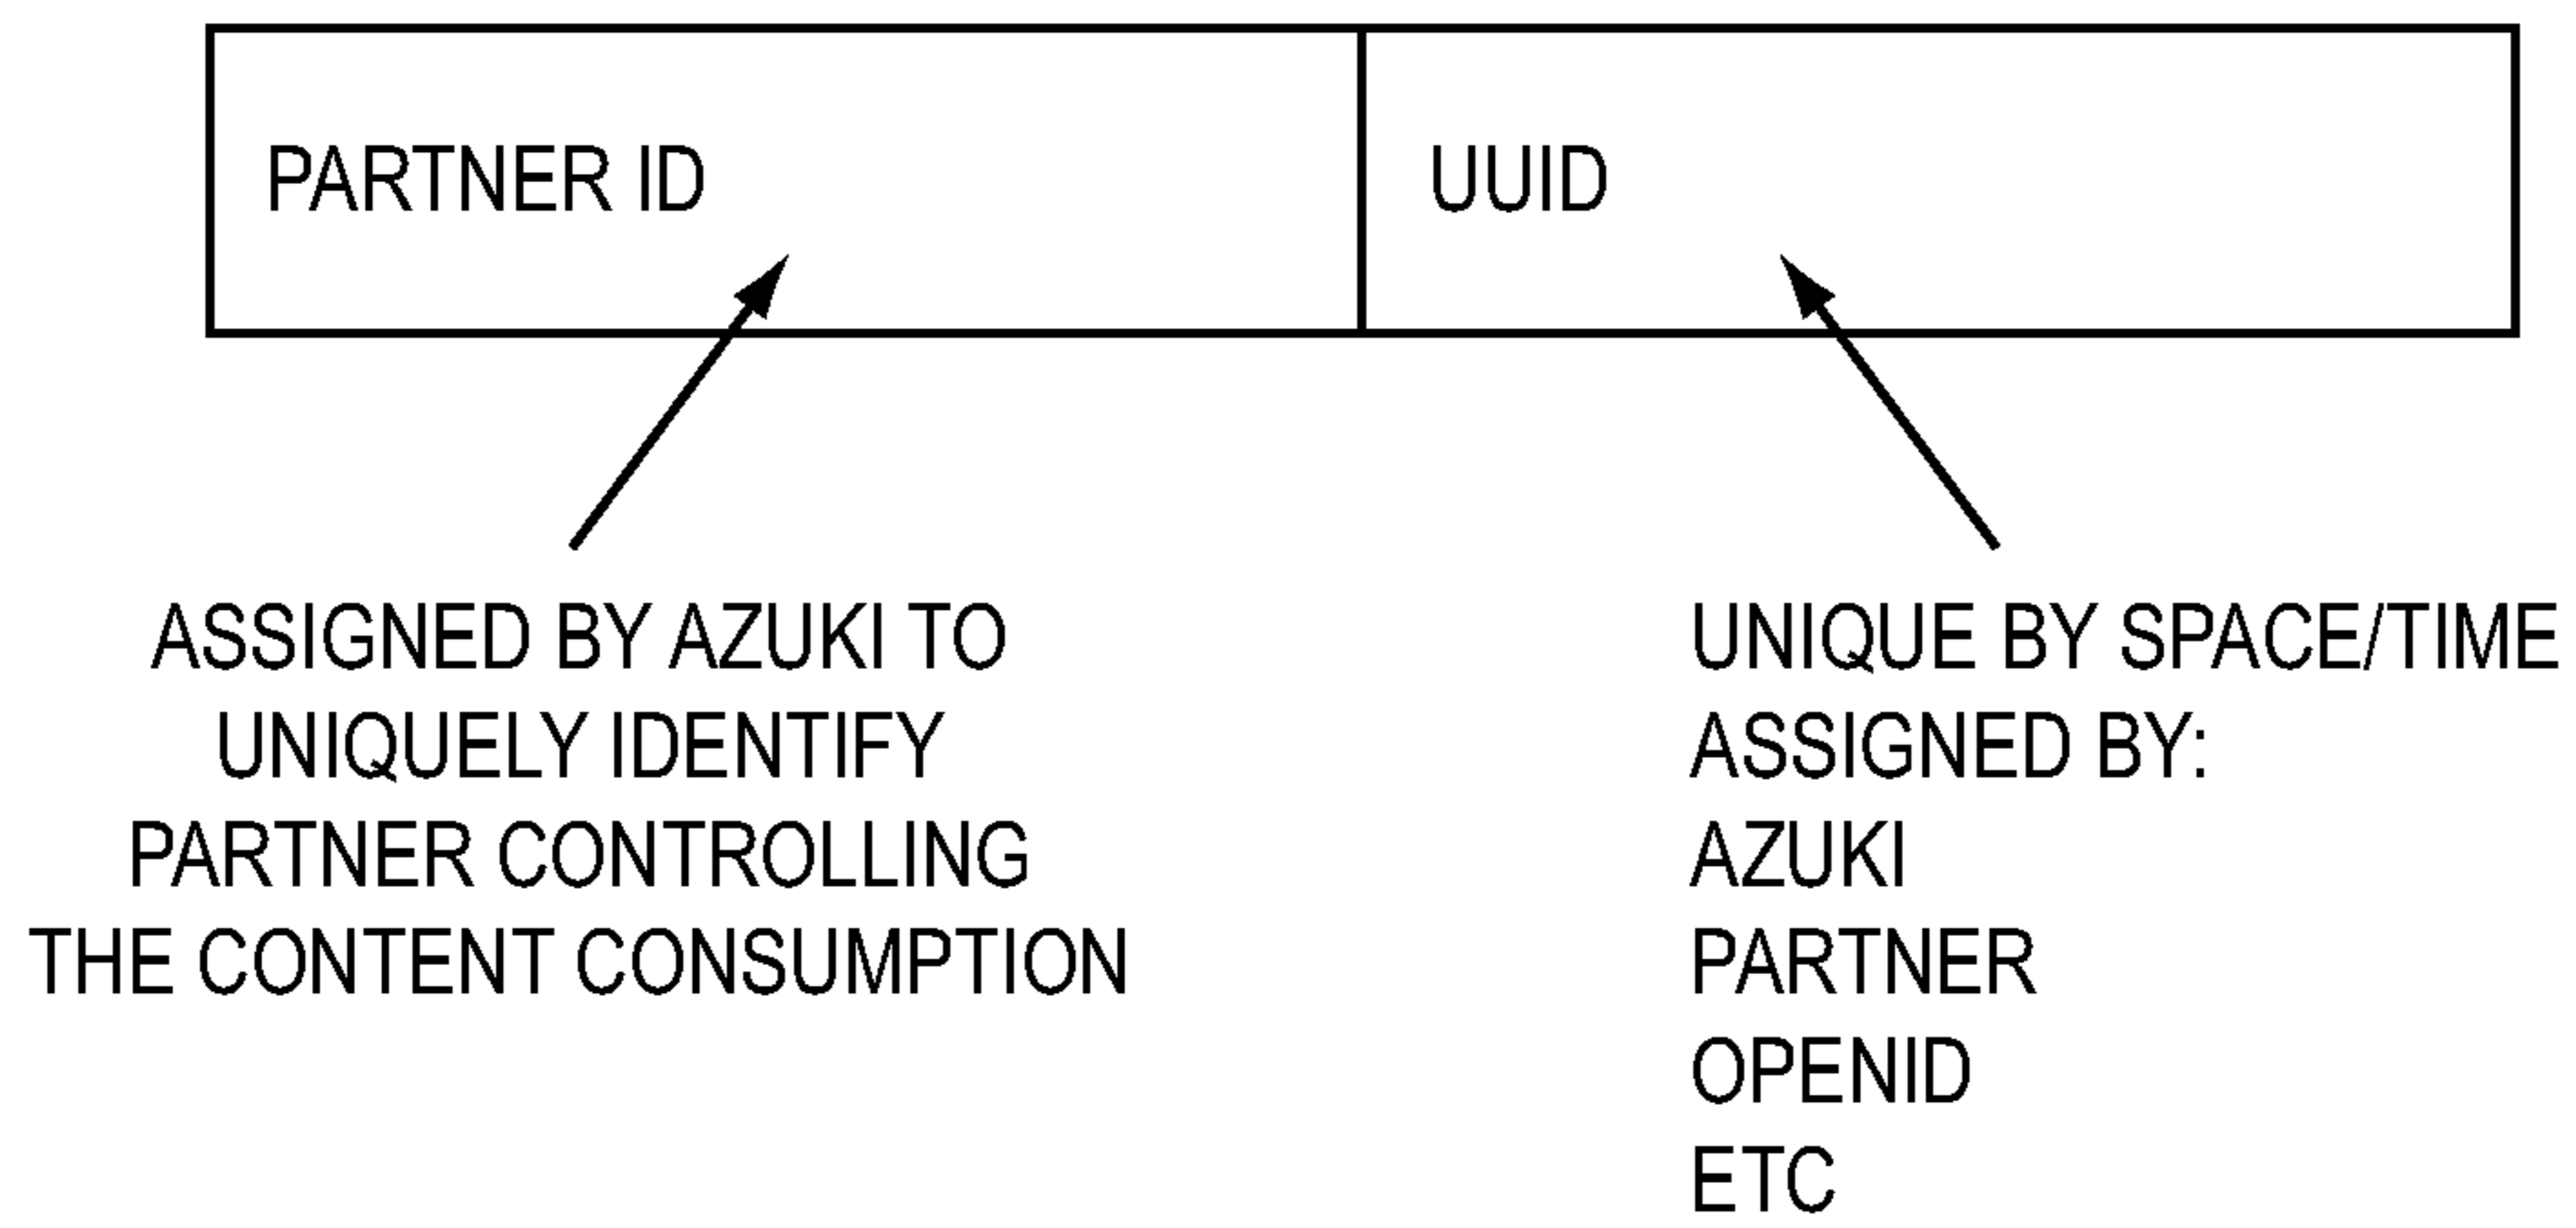 PARTNER ID
UUID
ASSIGNED BY AZUKI TO
UNIQUELY IDENTIFY
PARTNER CONTROLLING
THE CONTENT CONSUMPTION
UNIQUE BY SPACE/TIME
ASSIGNED BY:
AZUKI
PARTNER
OPENID
ETC